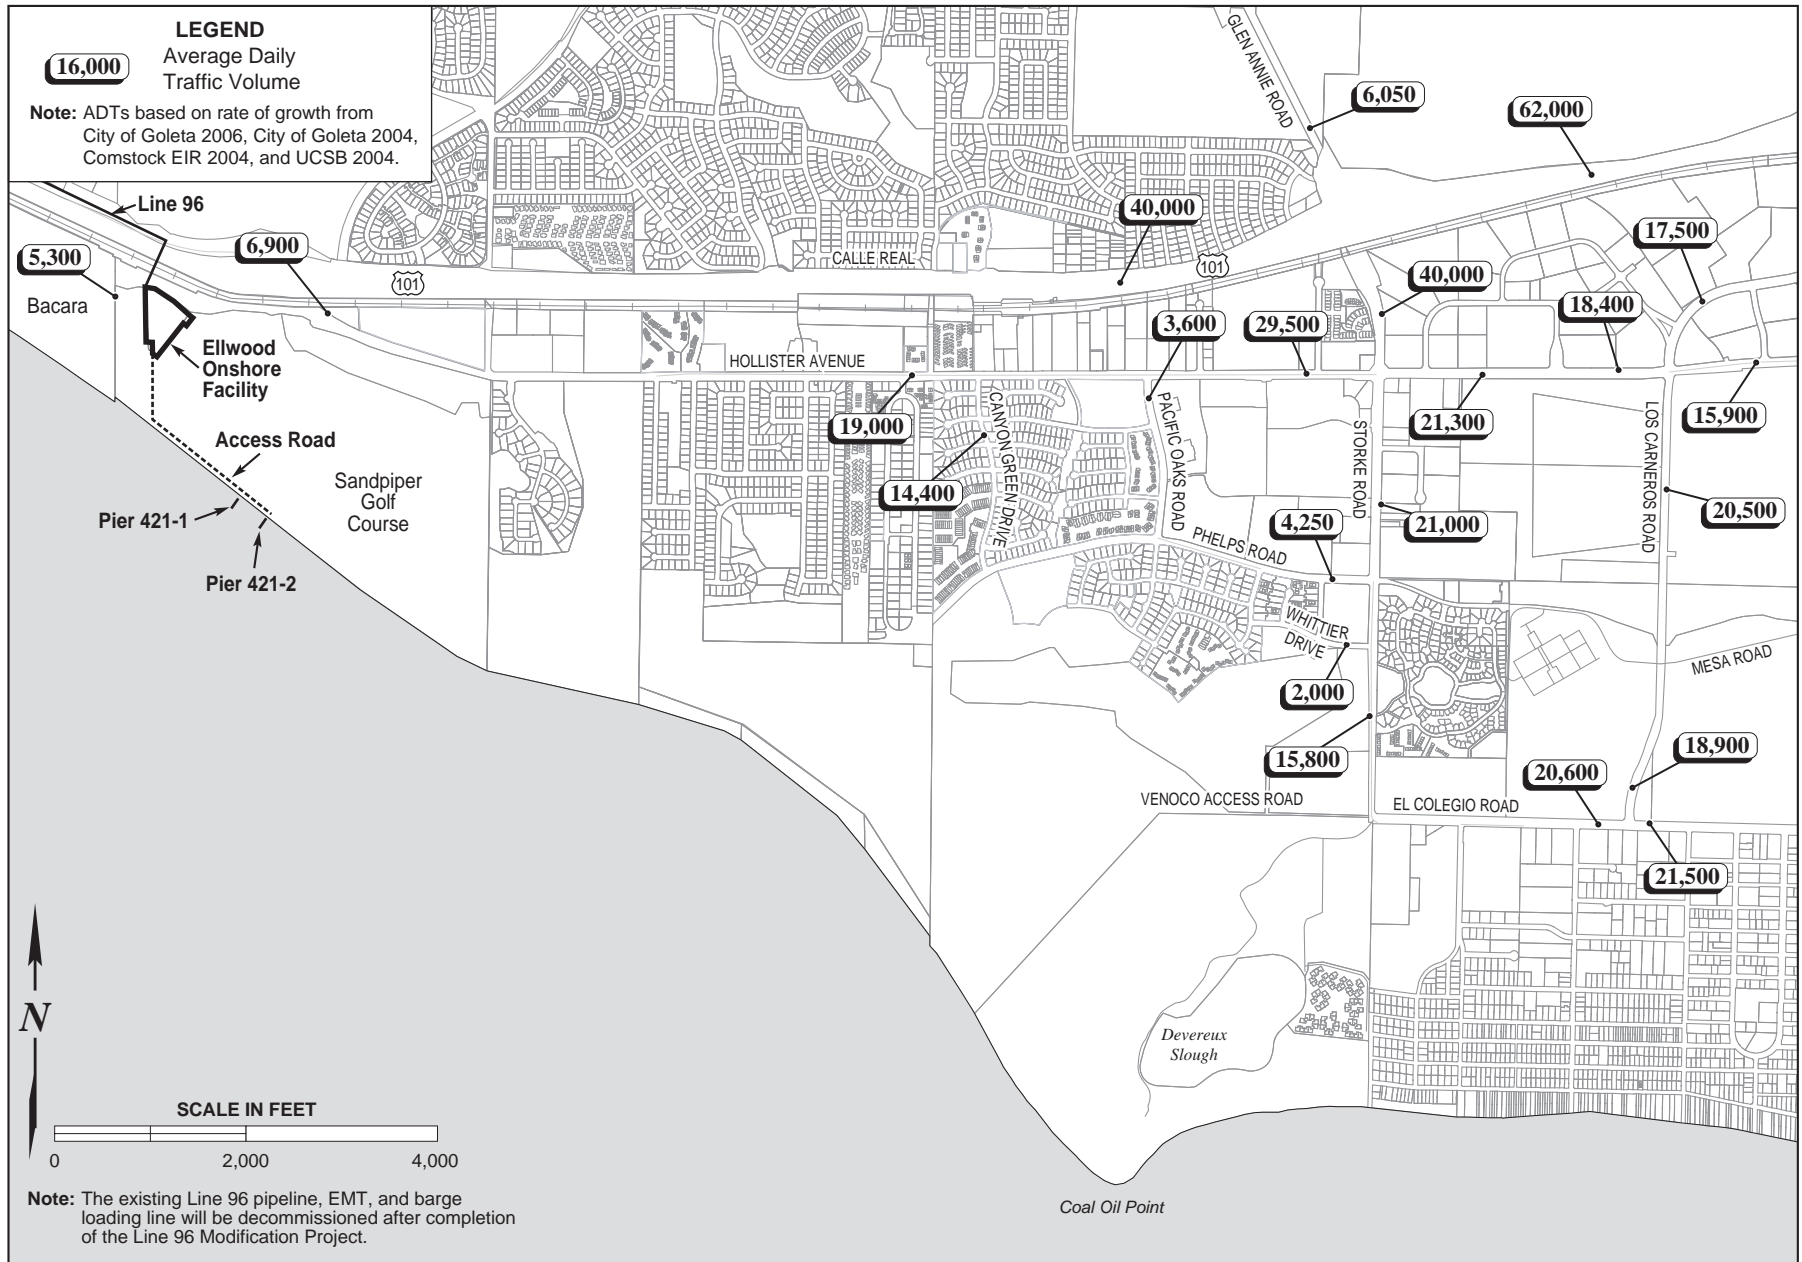 LEGEND
16,000
Average Daily
Traffic Volume
Note: ADTs based on rate of growth from
City of Goleta 2006, City of Goleta 2004,
Comstock EIR 2004, and UCSB 2004.
GLEN ANNIE ROAD
6,050
62,000
Line 96
5,300
6,900
Bacara
101
CALLE REAL
40,000
101
17,500
40,000
18,400
Ellwood
Onshore
Facility
HOLLISTER AVENUE
3,600
29,500
19,000
21,300
15,900
CANYON GREEN DRIVE
PACIFIC OAKS ROAD
STORKE ROAD
LOS CARNEROS ROAD
Access Road
Sandpiper
Golf
Course
14,400
Pier 421-1
4,250
21,000
20,500
PHELPS ROAD
Pier 421-2
WHITTIER
DRIVE
MESA ROAD
2,000
15,800
18,900
20,600
VENOCO ACCESS ROAD
EL COLEGIO ROAD
21,500
N
Devereux
Slough
SCALE IN FEET
0
2,000
4,000
Note: The existing Line 96 pipeline, EMT, and barge
loading line will be decommissioned after completion
of the Line 96 Modification Project.
Coal Oil Point